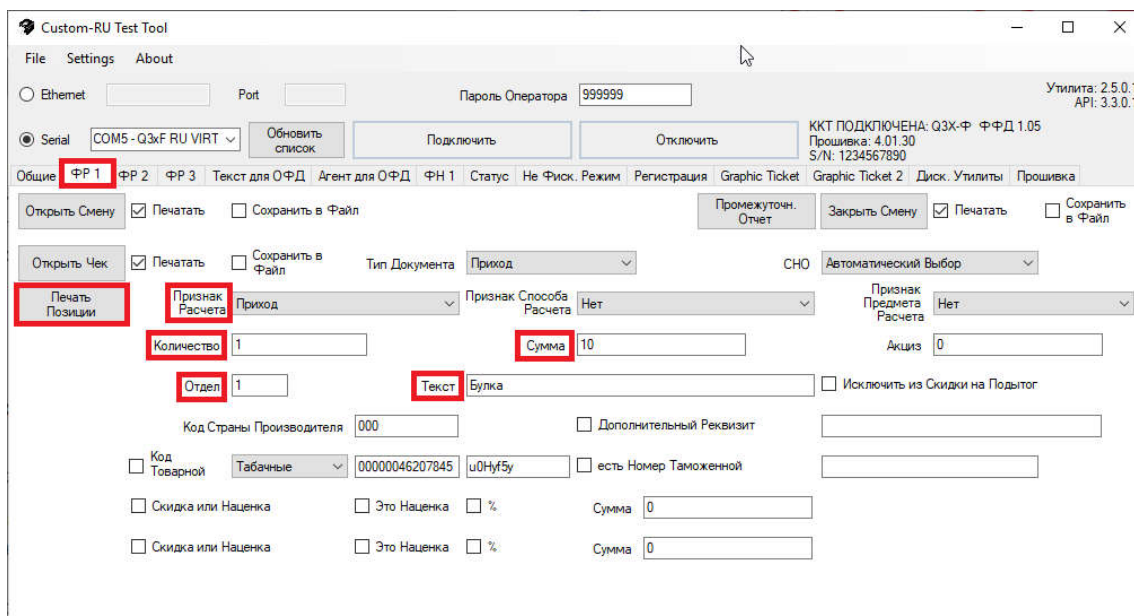 Custom-RU Test Tool
File Settings About
Ethernet Port Пароль Оператора 999999 Утилита: 2.5.0.1
API: 3.3.0.1
Serial COM5 - Q3xF RU VIRT Обновить список Подключить Отключить ККТ ПОДКЛЮЧЕНА: Q3X-Ф ФФД 1.05
Прошивка: 4.01.30
S/N: 1234567890
Общие ФР 1 ФР 2 ФР 3 Текст для ОФД Агент для ОФД ФН 1 Статус Не Фиск. Режим Регистрация Graphic Ticket Graphic Ticket 2 Диск. Утилиты Прошивка
Открыть Смену Печатать Сохранить в Файл Промежуточн. Отчет Закрыть Смену Печатать Сохранить в Файл
Открыть Чек Печатать Сохранить в Файл Тип Документа Приход СНО Автоматический Выбор
Печать Позиции Признак Расчета Приход Признак Способа Расчета Нет Признак Предмета Расчета Нет
Количество 1 Сумма 10 Акциз 0
Отдел 1 Текст Булка Исключить из Скидки на Подытог
Код Страны Производителя 000 Дополнительный Реквизит
Код Товарной Табачные 00000046207845 u0Hyf5y есть Номер Таможенной
Скидка или Наценка Это Наценка % Сумма 0
Скидка или Наценка Это Наценка % Сумма 0